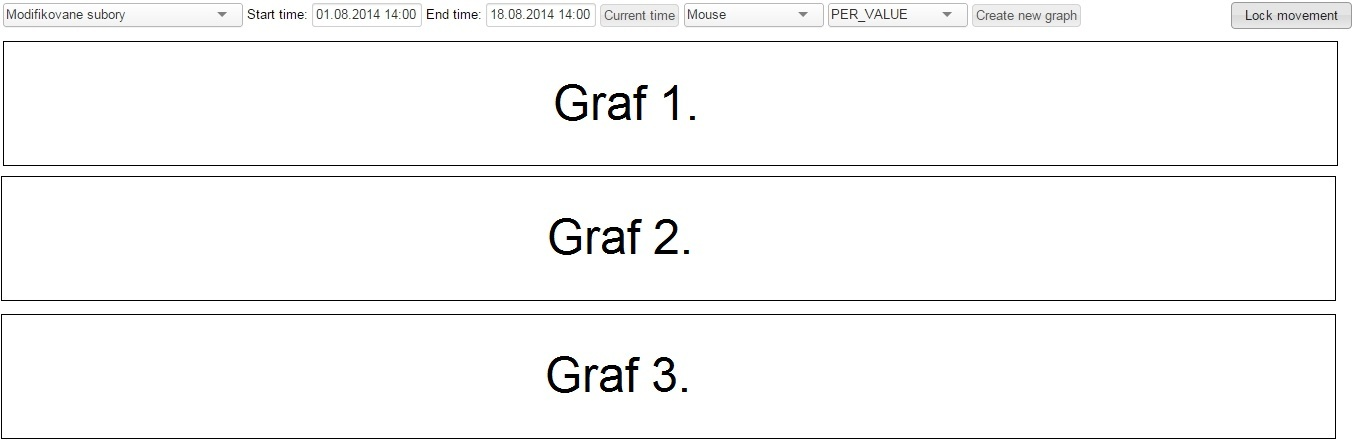 Modifikovane subory Start time: 01.08.2014 14:00 End time: 18.08.2014 14:00 Current time Mouse PER_VALUE Create new graph Lock movement
Graf 1.
Graf 2.
Graf 3.